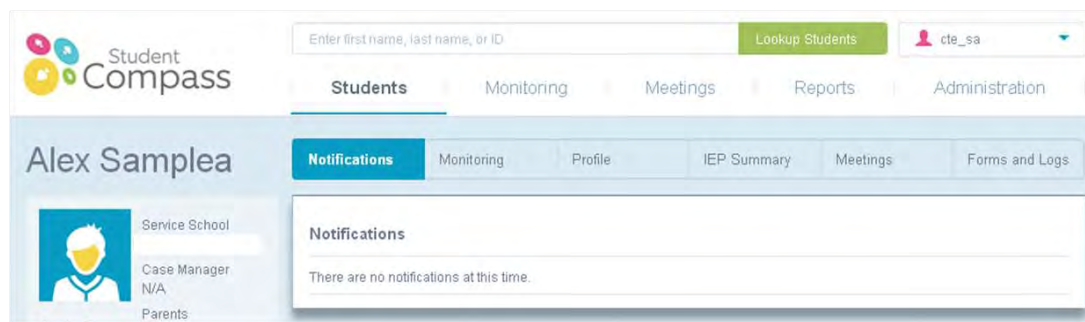 Student
Compass
Enter first name, last name, or ID
Lookup Students
cte_sa
Students
Monitoring
Meetings
Reports
Administration
Alex Samplea
Notifications
Monitoring
Profile
IEP Summary
Meetings
Forms and Logs
Service School
Case Manager
N/A
Parents
Notifications
There are no notifications at this time.